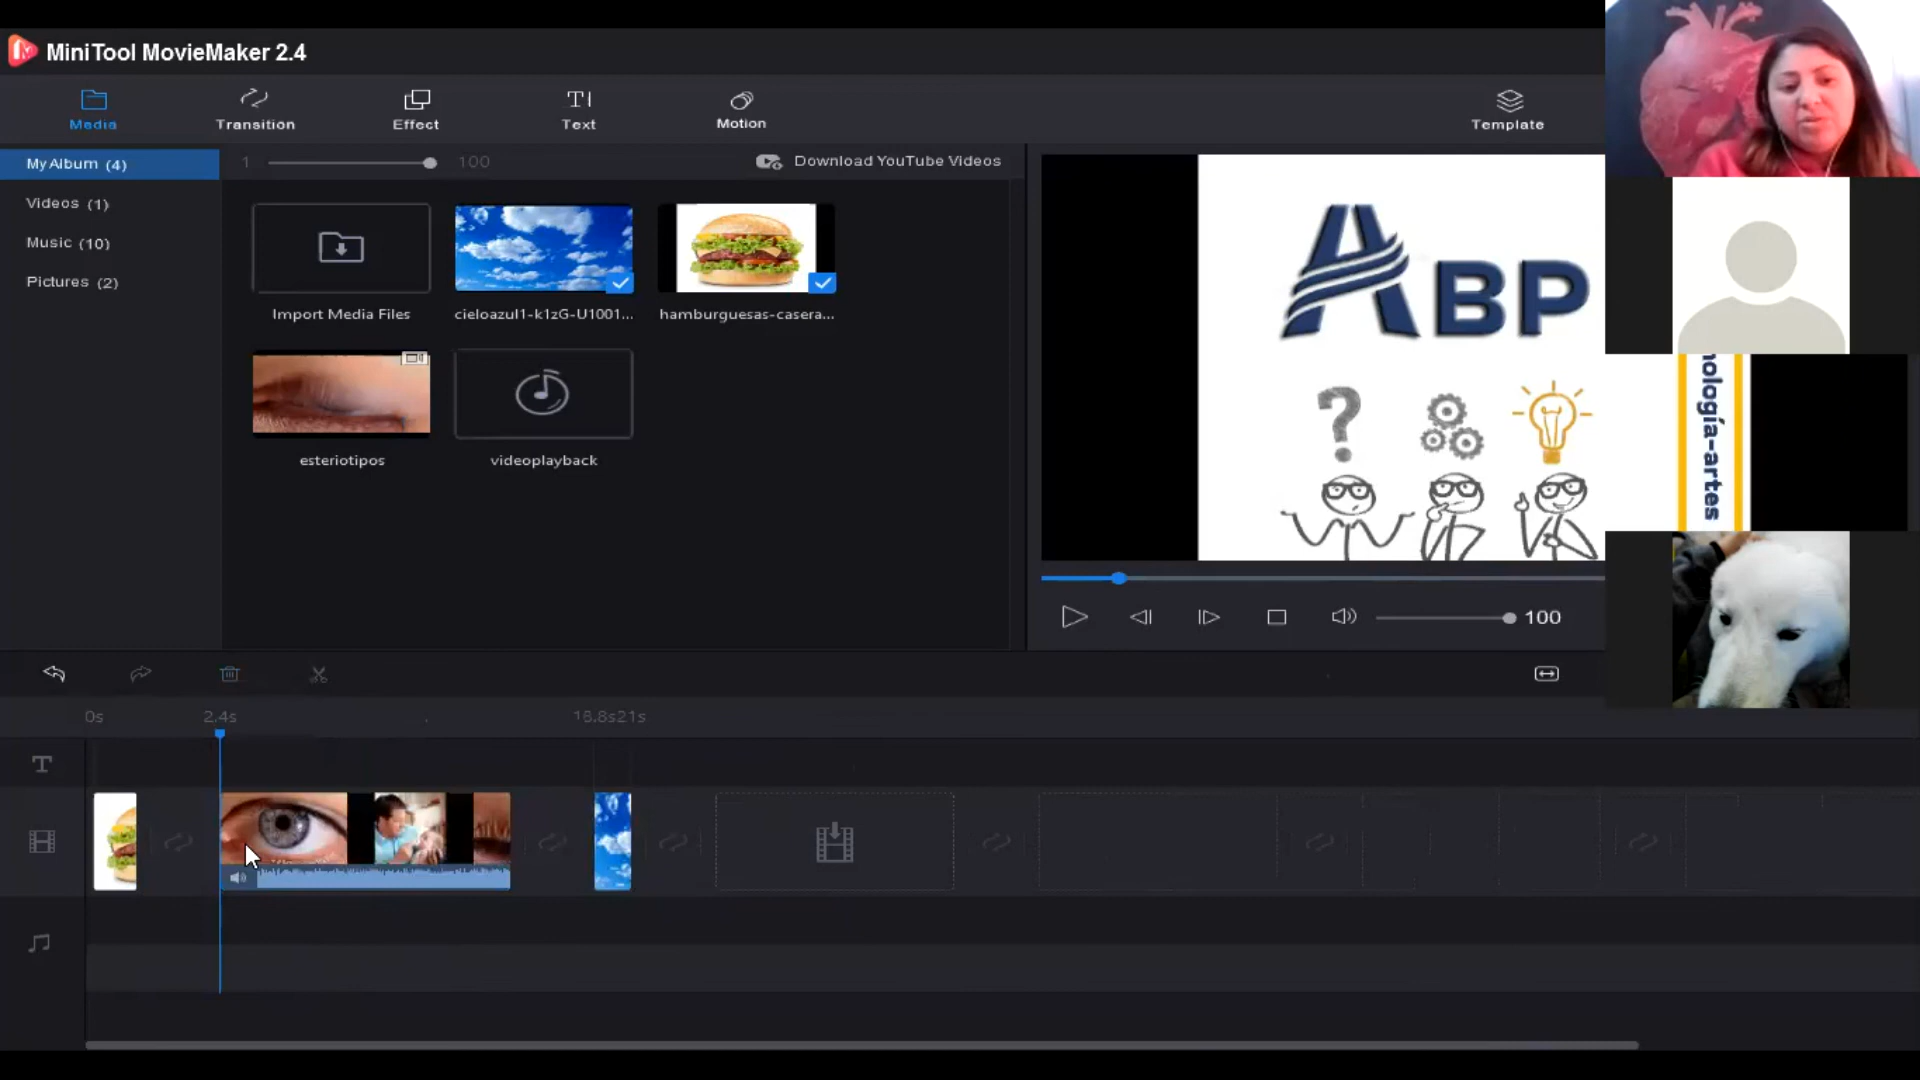 MiniTool MovieMaker 2.4
Media
Transition
Effect
Text
Motion
Template
My Album (4)
1
100
Download YouTube Videos
Videos (1)
Music (10)
Pictures (2)
Import Media Files
cieloazul1-k1zG-U1001...
hamburguesas-casera...
esteriotipos
videoplayback
ABP
?
nología-artes
100
0s
2.4s
18.8s21s
T